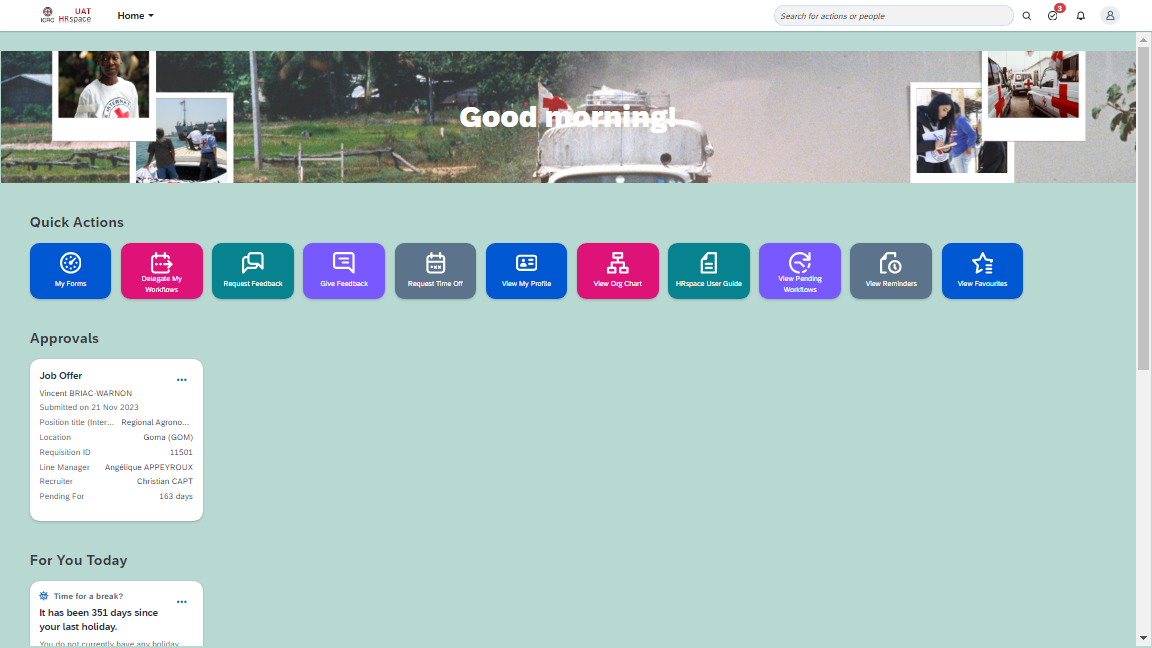 ICRC
UAT
HRspace
Home
Search for actions or people
3
Good morning!
Quick Actions
My Forms
Delegate My
Workflows
Request Feedback
Give Feedback
Request Time Off
View My Profile
View Org Chart
HRspace User Guide
View Pending
Workflows
View Reminders
View Favourites
Approvals
Job Offer
Vincent BRIAC-WARNON
Submitted on 21 Nov 2023
Position title (Inter... Regional Agrono...
Location Goma (GOM)
Requisition ID 11501
Line Manager Angélique APPEYROUX
Recruiter Christian CAPT
Pending For 163 days
For You Today
Time for a break?
It has been 351 days since
your last holiday.
You do not currently have any holiday